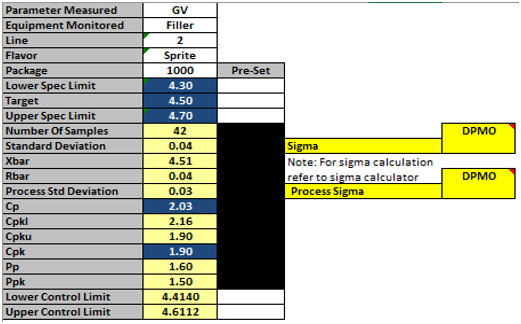 Parameter Measured GV
Equipment Monitored Filler
Line 2
Flavor Sprite
Package 1000 Pre-Set
Lower Spec Limit 4.30
Target 4.50
Upper Spec Limit 4.70
Number Of Samples 42 DPMO
Standard Deviation 0.04 Sigma
Xbar 4.51 Note: For sigma calculation
Rbar 0.04 refer to sigma calculator DPMO
Process Std Deviation 0.03 Process Sigma
Cp 2.03
Cpkl 2.16
Cpku 1.90
Cpk 1.90
Pp 1.60
Ppk 1.50
Lower Control Limit 4.4140
Upper Control Limit 4.6112